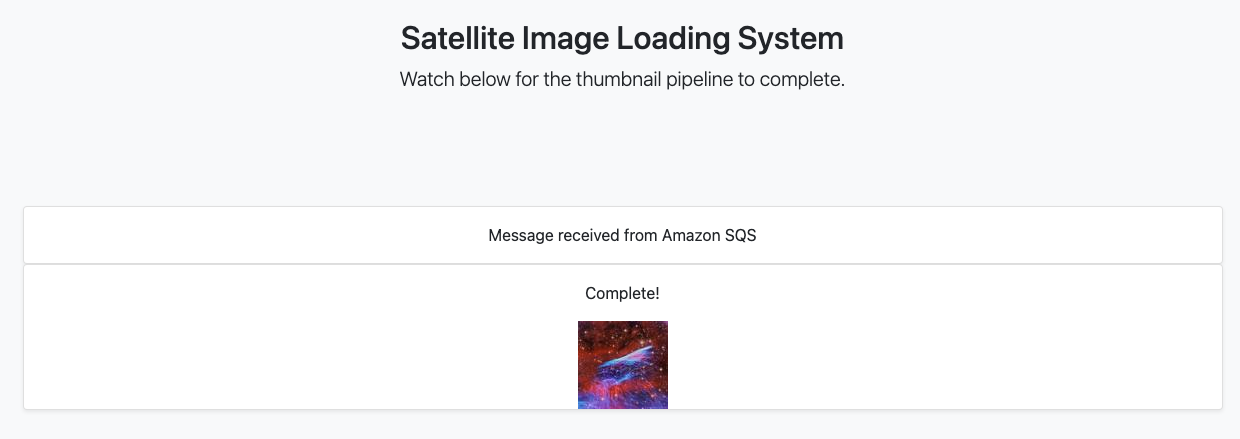 Satellite Image Loading System
Watch below for the thumbnail pipeline to complete.
Message received from Amazon SQS
Complete!